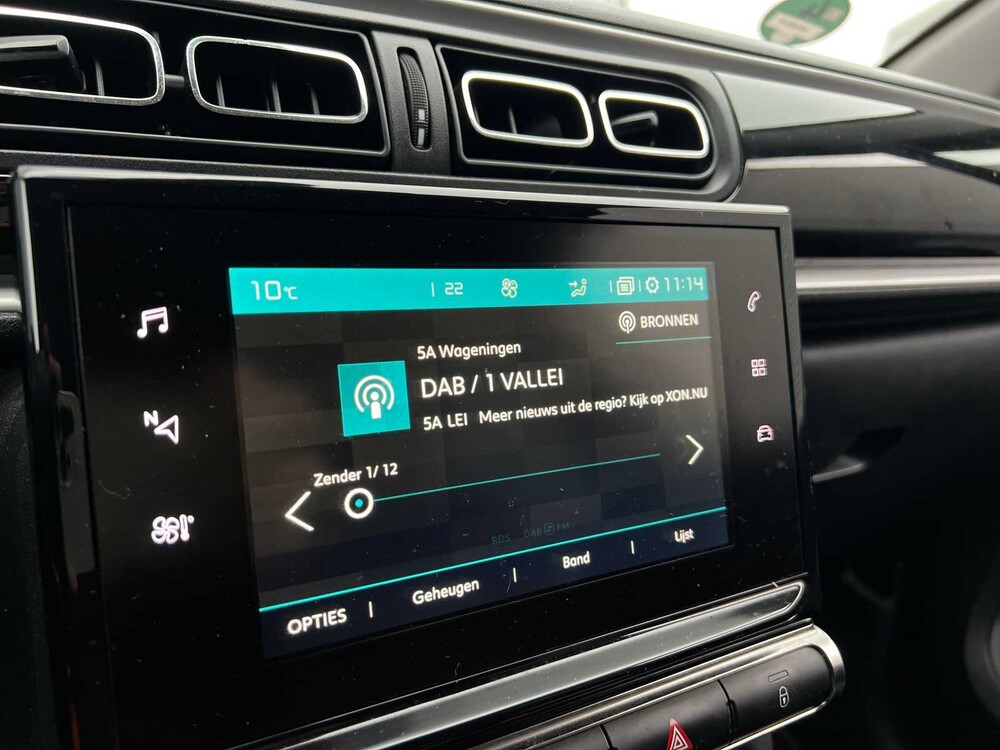 10°C | 22 | | 11:14
BRONNEN
5A Wageningen
DAB / 1 VALLEI
5A LEI Meer nieuws uit de regio? Kijk op XON.NU
Zender 1/ 12
RDS DAB FM
OPTIES | Geheugen | Band | Lijst
N